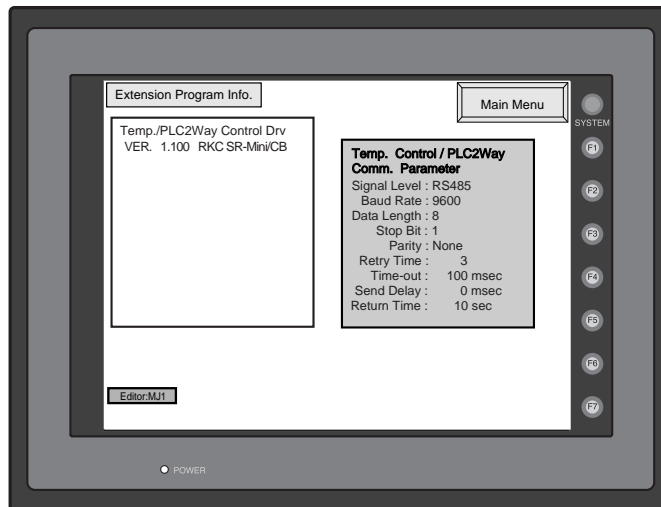 Extension Program Info.
Main Menu
SYSTEM
Temp./PLC2Way Control Drv
VER. 1.100 RKC SR-Mini/CB
Temp. Control / PLC2Way
Comm. Parameter
Signal Level : RS485
Baud Rate : 9600
Data Length : 8
Stop Bit : 1
Parity : None
Retry Time : 3
Time-out : 100 msec
Send Delay : 0 msec
Return Time : 10 sec
F1
F2
F3
F4
F5
F6
F7
Editor:MJ1
POWER